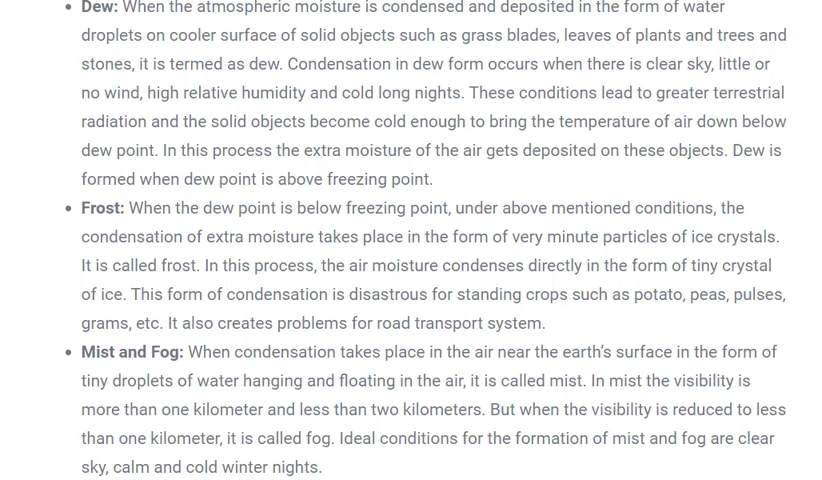 • Dew: When the atmospheric moisture is condensed and deposited in the form of water
droplets on cooler surface of solid objects such as grass blades, leaves of plants and trees and
stones, it is termed as dew. Condensation in dew form occurs when there is clear sky, little or
no wind, high relative humidity and cold long nights. These conditions lead to greater terrestrial
radiation and the solid objects become cold enough to bring the temperature of air down below
dew point. In this process the extra moisture of the air gets deposited on these objects. Dew is
formed when dew point is above freezing point.
• Frost: When the dew point is below freezing point, under above mentioned conditions, the
condensation of extra moisture takes place in the form of very minute particles of ice crystals.
It is called frost. In this process, the air moisture condenses directly in the form of tiny crystal
of ice. This form of condensation is disastrous for standing crops such as potato, peas, pulses,
grams, etc. It also creates problems for road transport system.
• Mist and Fog: When condensation takes place in the air near the earth’s surface in the form of
tiny droplets of water hanging and floating in the air, it is called mist. In mist the visibility is
more than one kilometer and less than two kilometers. But when the visibility is reduced to less
than one kilometer, it is called fog. Ideal conditions for the formation of mist and fog are clear
sky, calm and cold winter nights.